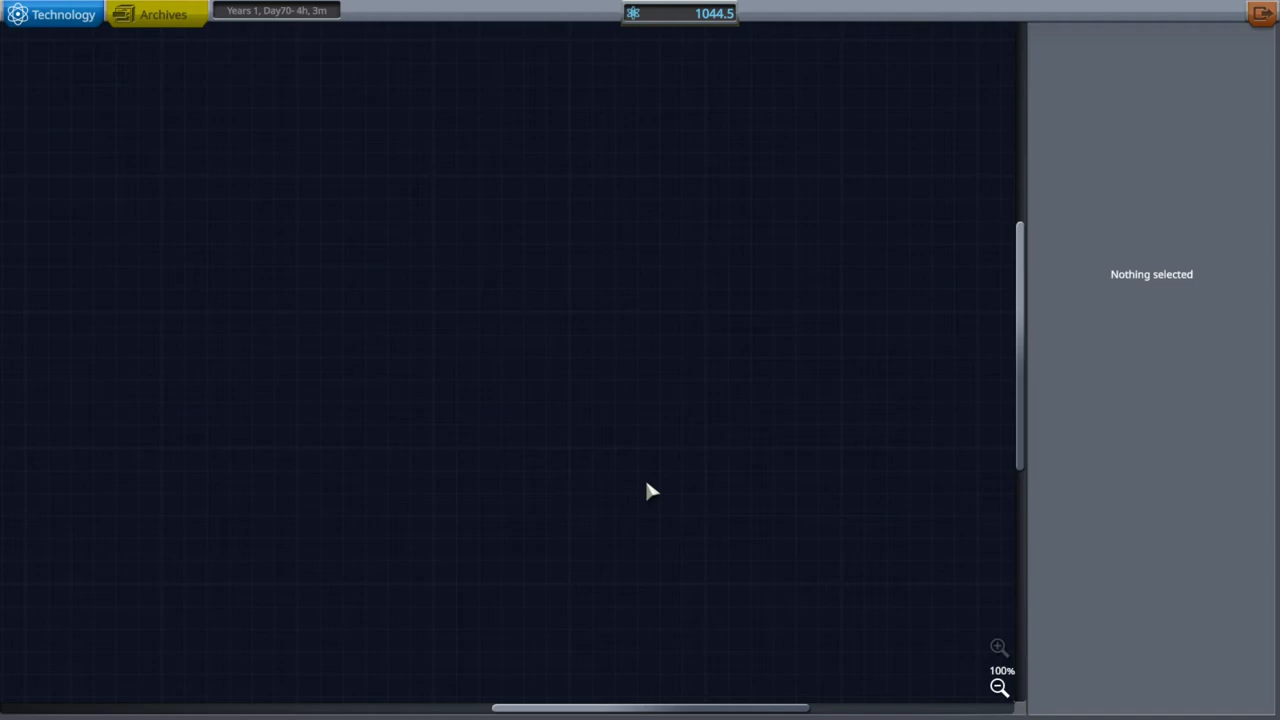 Technology
Archives
Years 1, Day70- 4h, 3m
1044.5
Nothing selected
100%